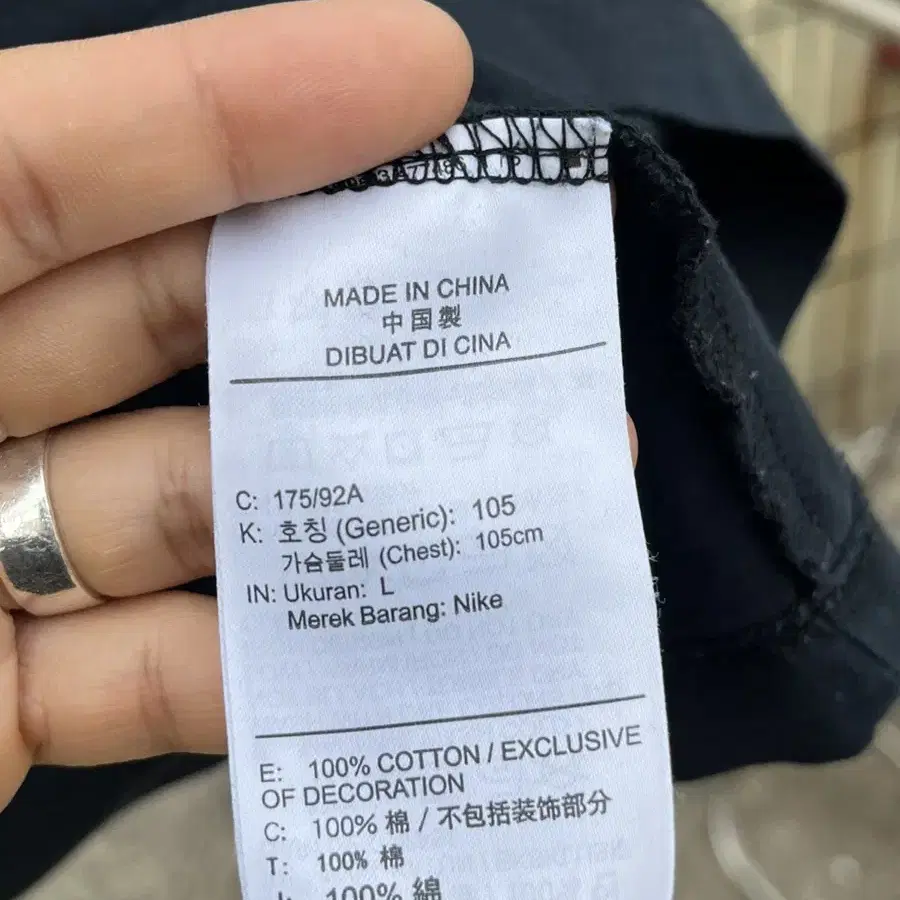 MADE IN CHINA
中国製
DIBUAT DI CINA
C: 175/92A
K: 호칭 (Generic): 105
가슴둘레 (Chest): 105cm
IN: Ukuran: L
Merek Barang: Nike
E: 100% COTTON / EXCLUSIVE
OF DECORATION
C: 100% 棉 / 不包括装饰部分
T: 100% 棉
100% 綿